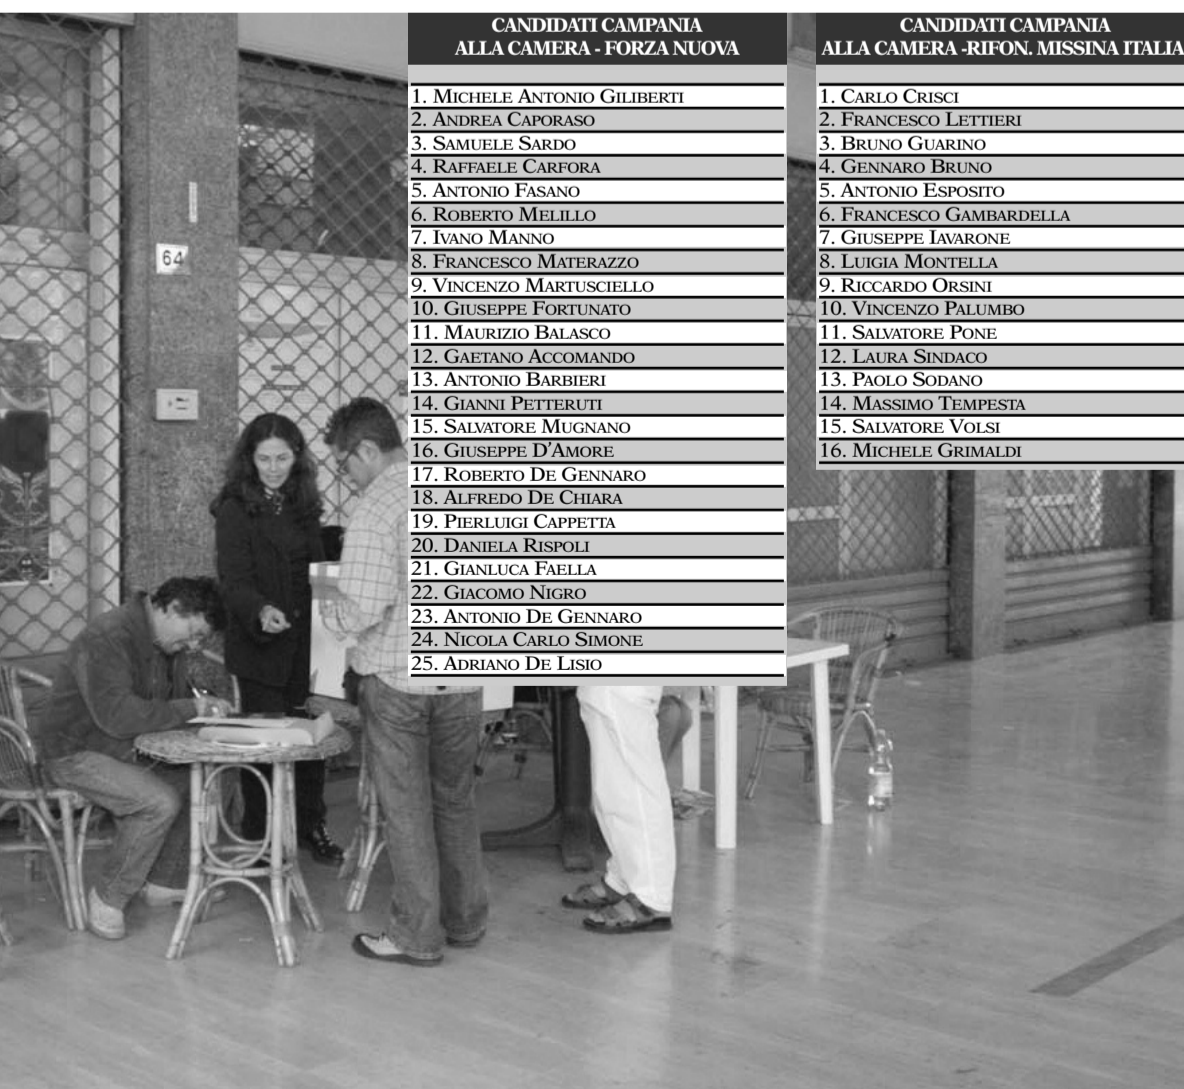 CANDIDATI CAMPANIA
ALLA CAMERA - FORZA NUOVA
1. MICHELE ANTONIO GILIBERTI
2. ANDREA CAPORASO
3. SAMUELE SARDO
4. RAFFAELE CARFORA
5. ANTONIO FASANO
6. ROBERTO MELILLO
7. IVANO MANNO
8. FRANCESCO MATERAZZO
9. VINCENZO MARTUSCIELLO
10. GIUSEPPE FORTUNATO
11. MAURIZIO BALASCO
12. GAETANO ACCOMANDO
13. ANTONIO BARBIERI
14. GIANNI PETTERUTI
15. SALVATORE MUGNANO
16. GIUSEPPE D'AMORE
17. ROBERTO DE GENNARO
18. ALFREDO DE CHIARA
19. PIERLUIGI CAPPETTA
20. DANIELA RISPOLI
21. GIANLUCA FAELLA
22. GIACOMO NIGRO
23. ANTONIO DE GENNARO
24. NICOLA CARLO SIMONE
25. ADRIANO DE LISIO
CANDIDATI CAMPANIA
ALLA CAMERA -RIFON. MISSINA ITALIA
1. CARLO CRISCI
2. FRANCESCO LETTIERI
3. BRUNO GUARINO
4. GENNARO BRUNO
5. ANTONIO ESPOSITO
6. FRANCESCO GAMBARDELLA
7. GIUSEPPE IAVARONE
8. LUIGIA MONTELLA
9. RICCARDO ORSINI
10. VINCENZO PALUMBO
11. SALVATORE PONE
12. LAURA SINDACO
13. PAOLO SODANO
14. MASSIMO TEMPESTA
15. SALVATORE VOLSI
16. MICHELE GRIMALDI
64